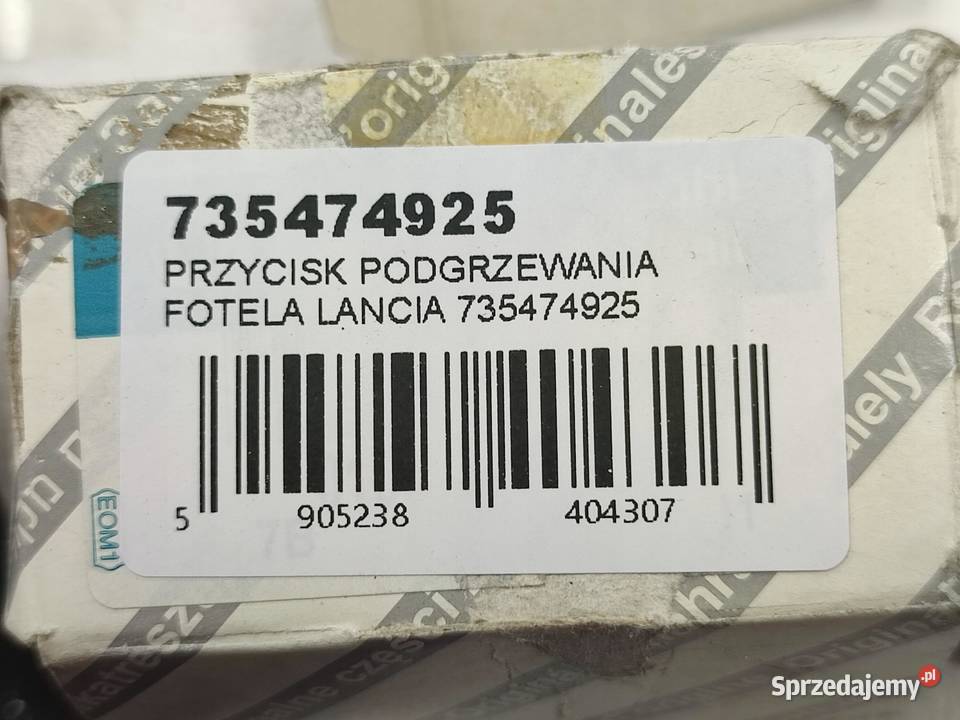 735474925
PRZYCISK PODGRZEWANIA
FOTELA LANCIA 735474925
5 905238 404307
EOM1
Sprzedajemy.pl